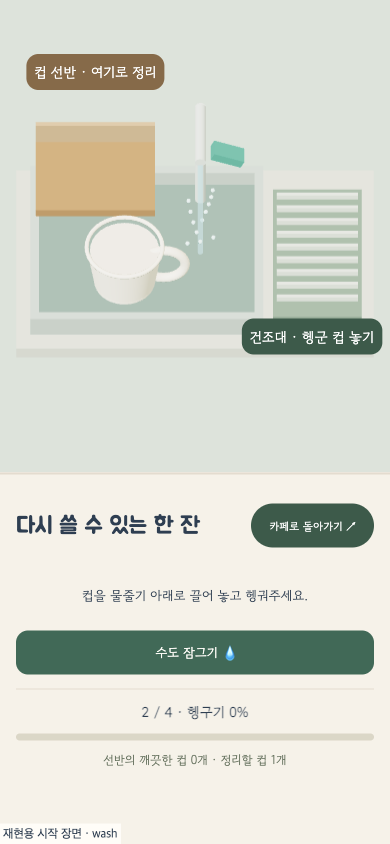 컵 선반 · 여기로 정리
건조대 · 헹군 컵 놓기
다시 쓸 수 있는 한 잔
카페로 돌아가기 ↗
컵을 물줄기 아래로 끌어 놓고 헹궈주세요.
수도 잠그기 💧
2 / 4 · 헹구기 0%
선반의 깨끗한 컵 0개 · 정리할 컵 1개
재현용 시작 장면 · wash